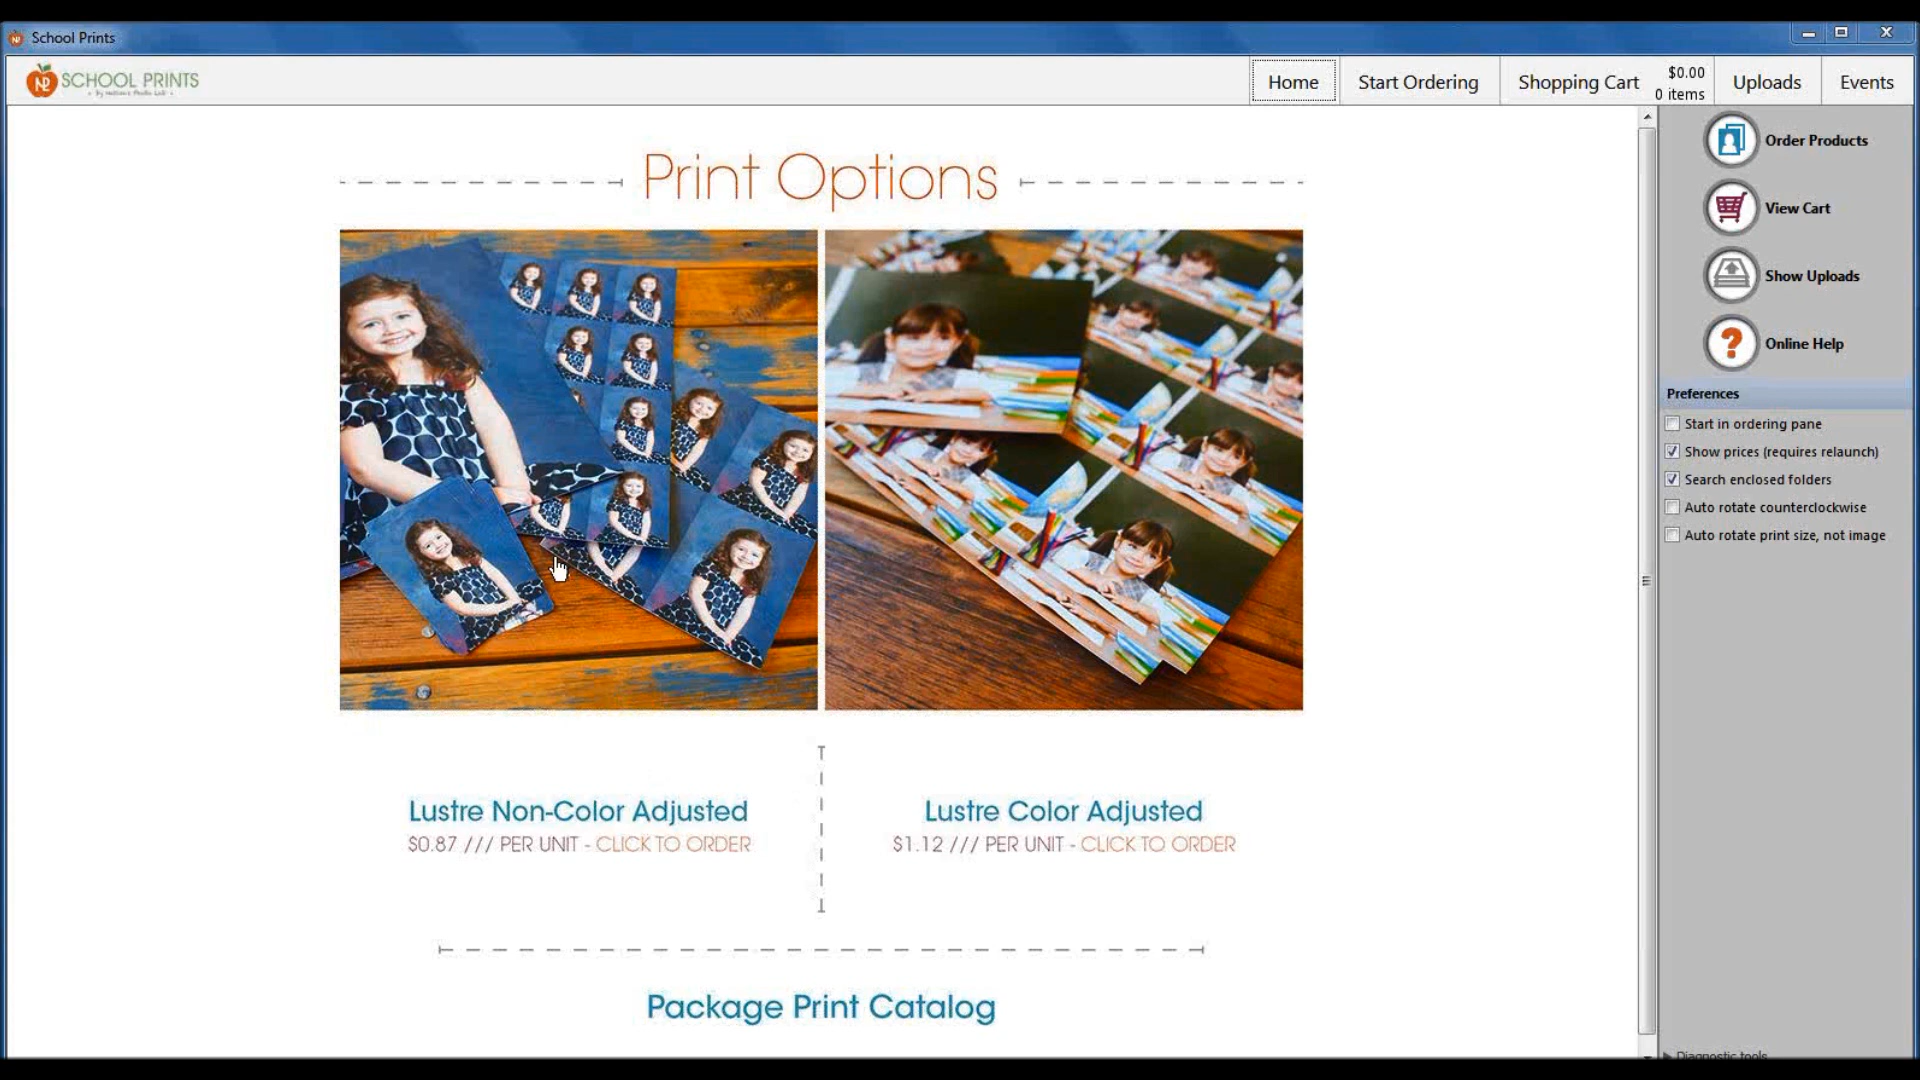 School Prints
SCHOOL PRINTS
Home
Start Ordering
Shopping Cart
$0.00
0 items
Uploads
Events
Print Options
Order Products
View Cart
Show Uploads
Online Help
Preferences
Start in ordering pane
Show prices (requires relaunch)
Search enclosed folders
Auto rotate counterclockwise
Auto rotate print size, not image
Lustre Non-Color Adjusted
$0.87 /// PER UNIT - CLICK TO ORDER
Lustre Color Adjusted
$1.12 /// PER UNIT - CLICK TO ORDER
Package Print Catalog
Diagnostic tools